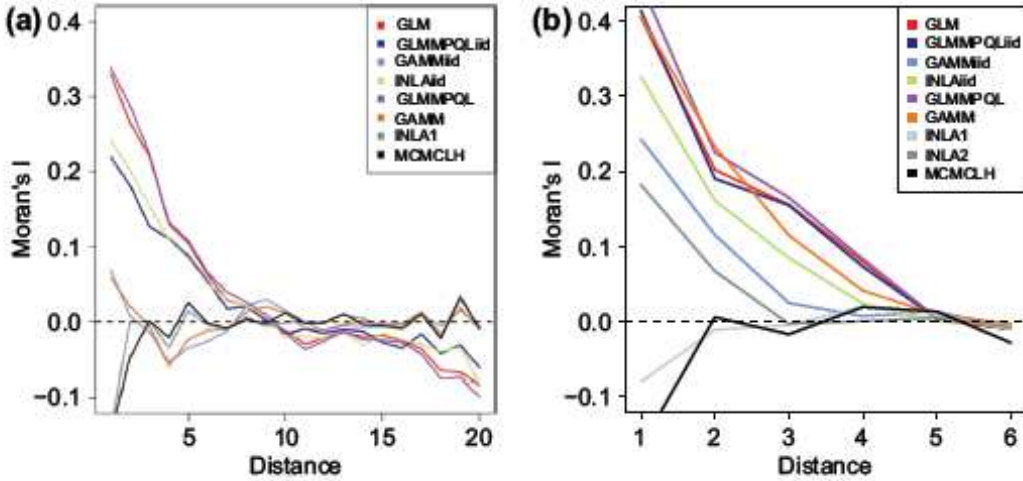 (a)
0.4
0.3
0.2
0.1
0.0
−0.1
Moran's I
GLM
GLMMPQLiid
GAMMiid
INLAiid
GLMMPQL
GAMM
INLA1
MCMCLH
5
10
15
20
Distance
(b)
0.4
0.3
0.2
0.1
0.0
−0.1
Moran's I
GLM
GLMMPQLiid
GAMMiid
INLAiid
GLMMPQL
GAMM
INLA1
INLA2
MCMCLH
1
2
3
4
5
6
Distance